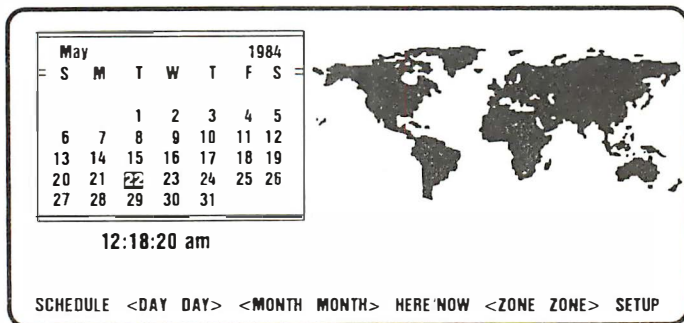 May 1984
S M T W T F S
1 2 3 4 5
6 7 8 9 10 11 12
13 14 15 16 17 18 19
20 21 22 23 24 25 26
27 28 29 30 31
12:18:20 am
SCHEDULE <DAY DAY> <MONTH MONTH> HERE'NOW <ZONE ZONE> SETUP